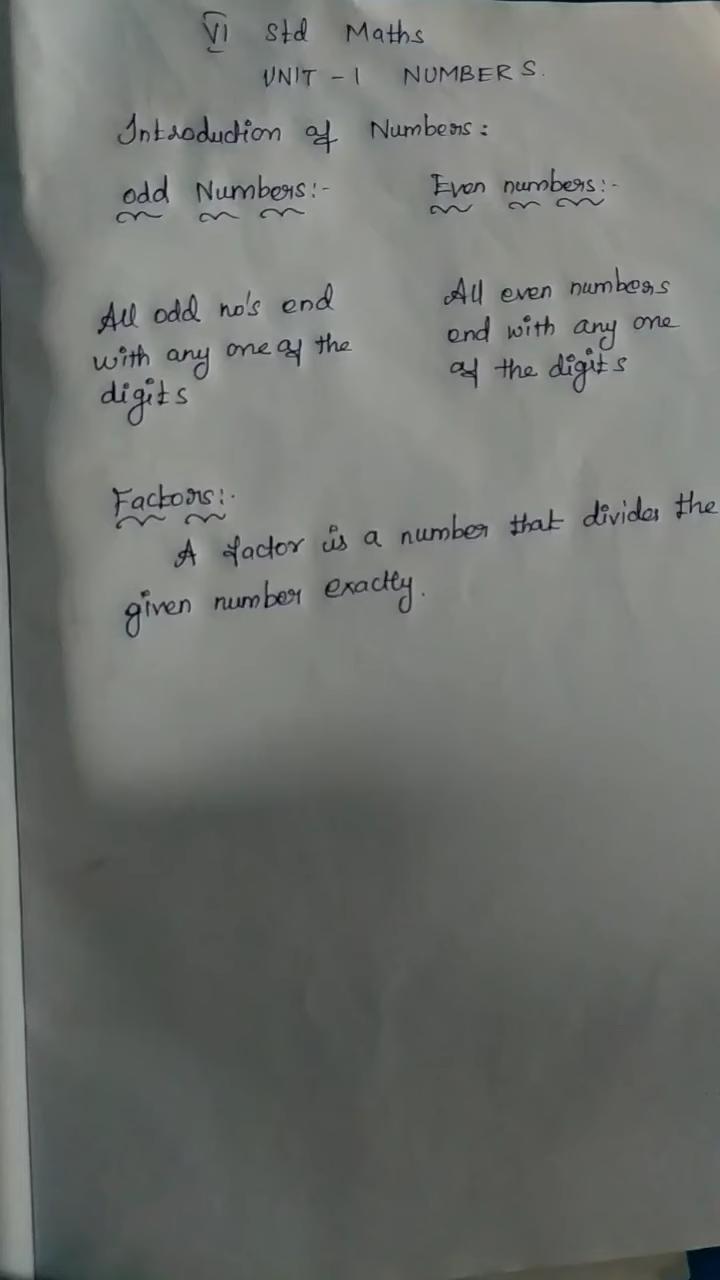 VI Std Maths
UNIT - 1 NUMBERS.
Introduction of Numbers:
odd Numbers:-
Even numbers:-
All odd no's end
with any one of the
digits
All even numbers
end with any one
of the digits
Factors:-
A factor is a number that divides the
given number exactly.